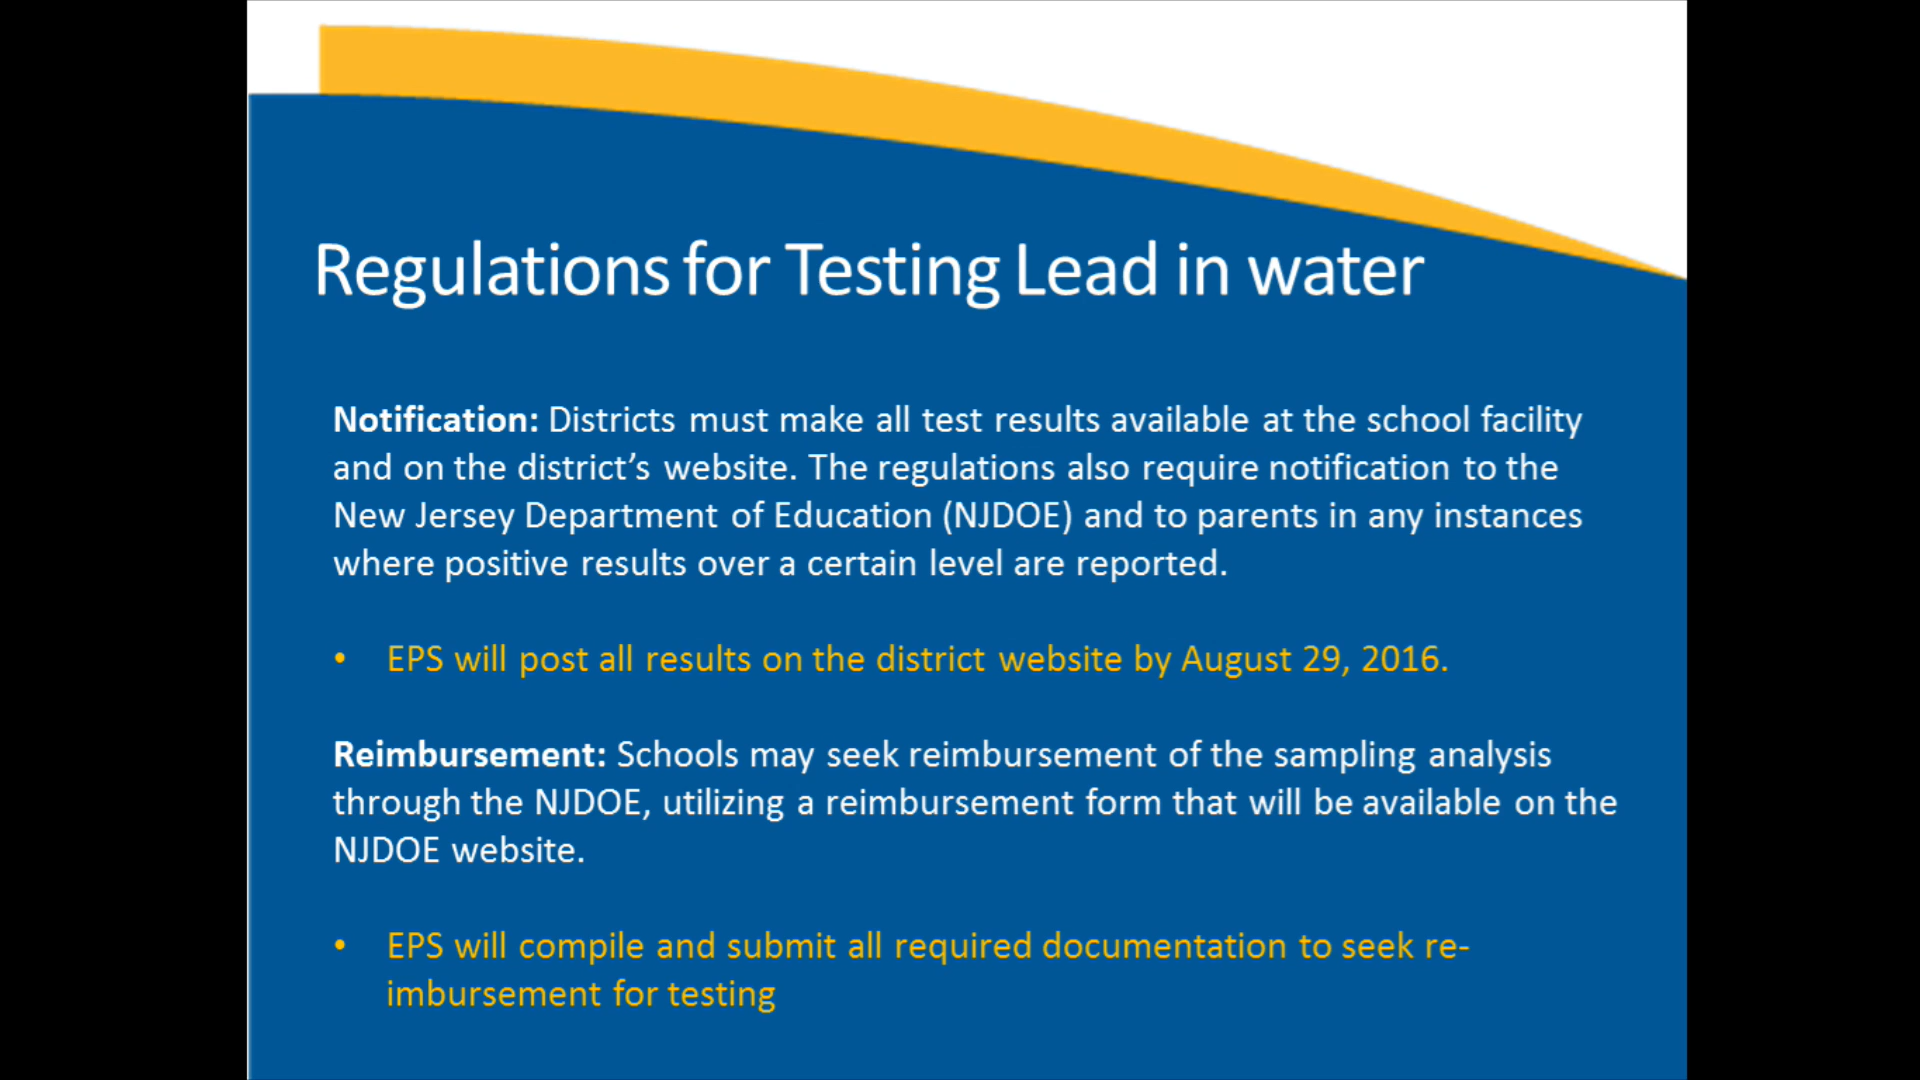 Regulations for Testing Lead in water
Notification: Districts must make all test results available at the school facility
and on the district’s website. The regulations also require notification to the
New Jersey Department of Education (NJDOE) and to parents in any instances
where positive results over a certain level are reported.
• EPS will post all results on the district website by August 29, 2016.
Reimbursement: Schools may seek reimbursement of the sampling analysis
through the NJDOE, utilizing a reimbursement form that will be available on the
NJDOE website.
• EPS will compile and submit all required documentation to seek re-
imbursement for testing